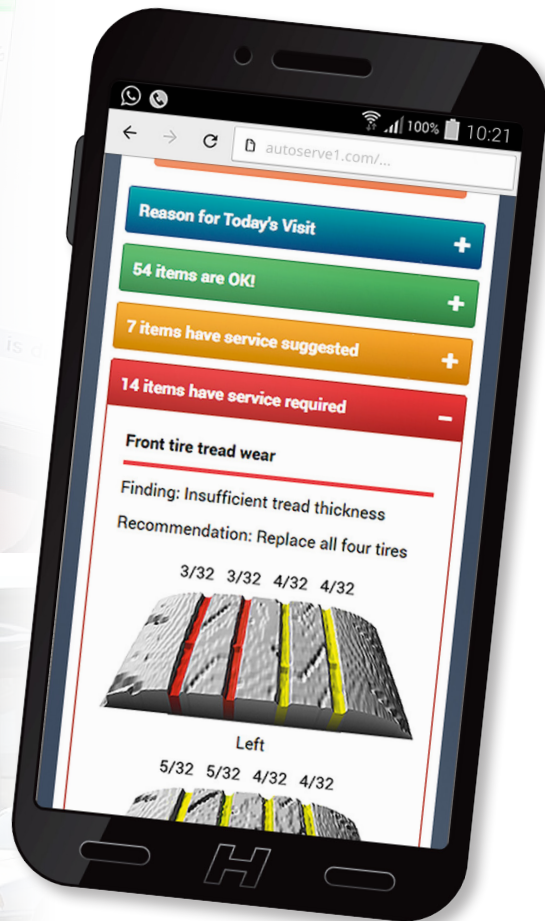 100% 10:21
autoserve1.com/...
Reason for Today's Visit +
54 items are OK! +
7 items have service suggested +
14 items have service required −
Front tire tread wear
Finding: Insufficient tread thickness
Recommendation: Replace all four tires
3/32 3/32 4/32 4/32
Left
5/32 5/32 4/32 4/32
H